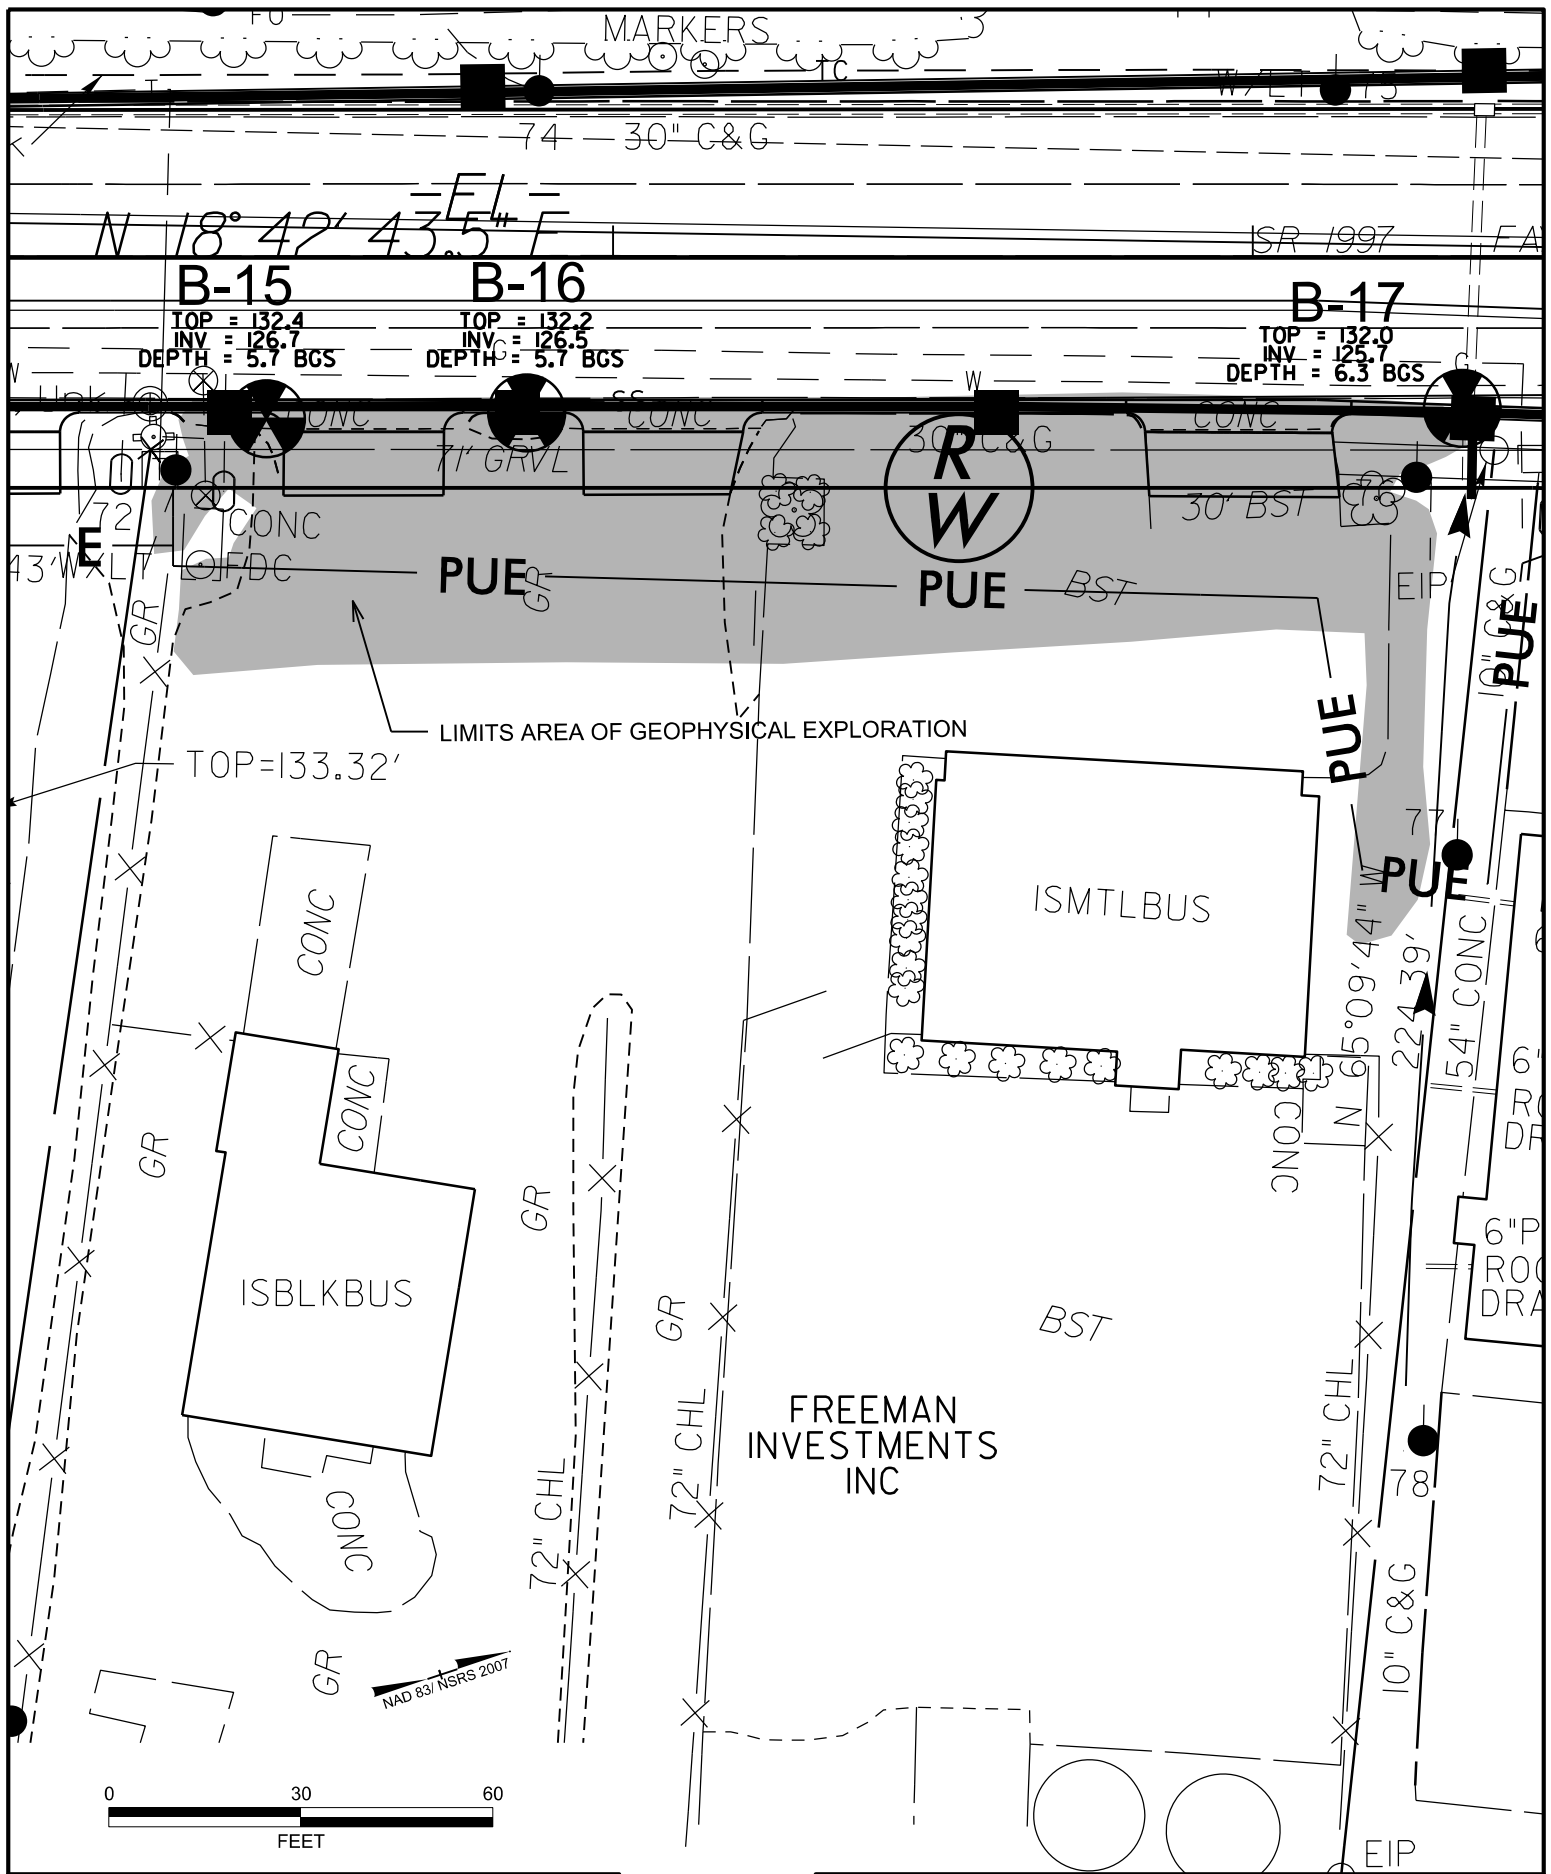 MARKERS
TC
74
30" C&G
-EL-
N 18° 42' 43.5" E
SR 1997
B-15
TOP = 132.4
INV = 126.7
DEPTH = 5.7 BGS
B-16
TOP = 132.2
INV = 126.5
DEPTH = 5.7 BGS
B-17
TOP = 132.0
INV = 125.7
DEPTH = 6.3 BGS
T
G
G
W
W
SS
CONC
CONC
CONC
71' GRVL
30" C&G
R
W
30' BST
76
72
CONC
E
FDC
PUE
GR
PUE
BST
EIP
10" C&G
PUE
GR
LIMITS AREA OF GEOPHYSICAL EXPLORATION
PUE
TOP=133.32'
77
PUE
ISMTLBUS
CONC
N 65°09'44" W
224.39'
54" CONC
CONC
CONC
GR
GR
ISBLKBUS
GR
BST
FREEMAN
INVESTMENTS
INC
72" CHL
72" CHL
72" CHL
78
CONC
10" C&G
GR
NAD 83/ NSRS 2007
0 30 60
FEET
EIP